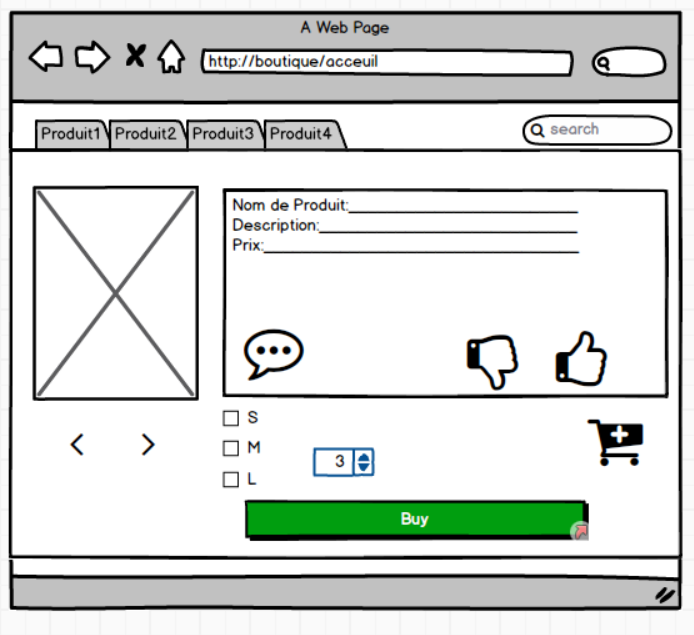 A Web Page
http://boutique/acceuil
Produit1 Produit2 Produit3 Produit4
search
Nom de Produit:
Description:
Prix:
S
M
3
L
Buy